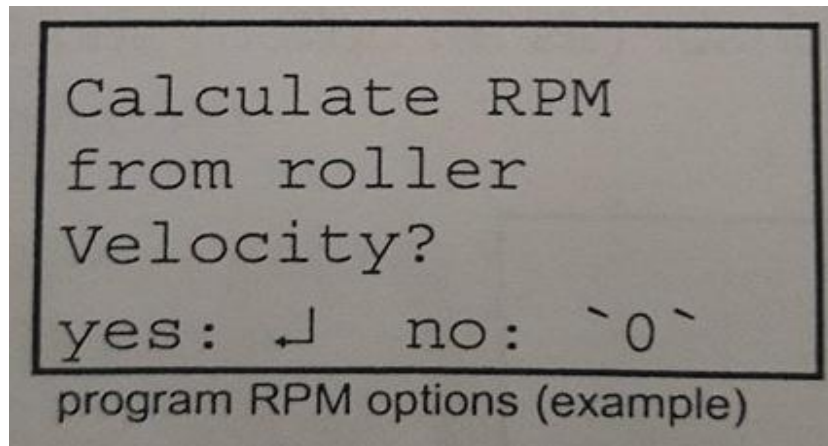 Calculate RPM
from roller
Velocity?
yes: ↵ no: `0`
program RPM options (example)